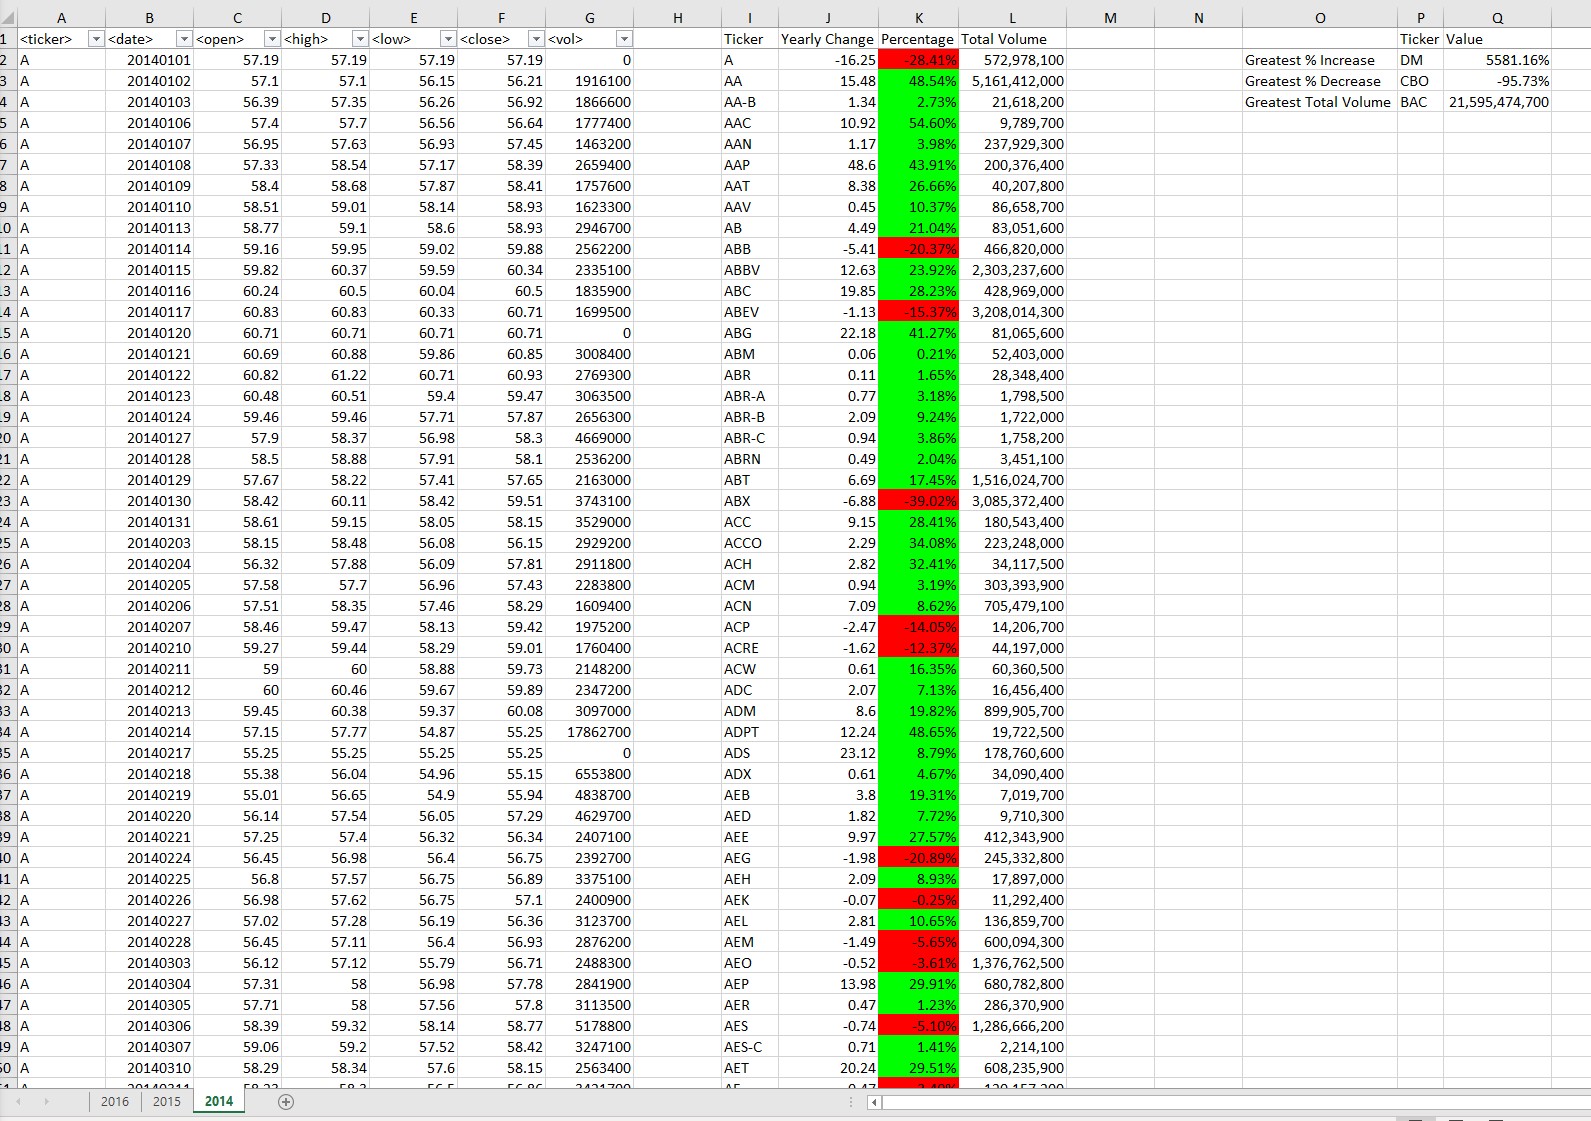 A B C D E F G H I J K L M N O P Q
1 <ticker> <date> <open> <high> <low> <close> <vol> Ticker Yearly Change Percentage Total Volume Ticker Value
2 A 20140101 57.19 57.19 57.19 57.19 0 A -16.25 -28.41% 572,978,100 Greatest % Increase DM 5581.16%
3 A 20140102 57.1 57.1 56.15 56.21 1916100 AA 15.48 48.54% 5,161,412,000 Greatest % Decrease CBO -95.73%
4 A 20140103 56.39 57.35 56.26 56.92 1866600 AA-B 1.34 2.73% 21,618,200 Greatest Total Volume BAC 21,595,474,700
5 A 20140106 57.4 57.7 56.56 56.64 1777400 AAC 10.92 54.60% 9,789,700
6 A 20140107 56.95 57.63 56.93 57.45 1463200 AAN 1.17 3.98% 237,929,300
7 A 20140108 57.33 58.54 57.17 58.39 2659400 AAP 48.6 43.91% 200,376,400
8 A 20140109 58.4 58.68 57.87 58.41 1757600 AAT 8.38 26.66% 40,207,800
9 A 20140110 58.51 59.01 58.14 58.93 1623300 AAV 0.45 10.37% 86,658,700
0 A 20140113 58.77 59.1 58.6 58.93 2946700 AB 4.49 21.04% 83,051,600
1 A 20140114 59.16 59.95 59.02 59.88 2562200 ABB -5.41 -20.37% 466,820,000
2 A 20140115 59.82 60.37 59.59 60.34 2335100 ABBV 12.63 23.92% 2,303,237,600
3 A 20140116 60.24 60.5 60.04 60.5 1835900 ABC 19.85 28.23% 428,969,000
4 A 20140117 60.83 60.83 60.33 60.71 1699500 ABEV -1.13 -15.37% 3,208,014,300
5 A 20140120 60.71 60.71 60.71 60.71 0 ABG 22.18 41.27% 81,065,600
6 A 20140121 60.69 60.88 59.86 60.85 3008400 ABM 0.06 0.21% 52,403,000
7 A 20140122 60.82 61.22 60.71 60.93 2769300 ABR 0.11 1.65% 28,348,400
8 A 20140123 60.48 60.51 59.4 59.47 3063500 ABR-A 0.77 3.18% 1,798,500
9 A 20140124 59.46 59.46 57.71 57.87 2656300 ABR-B 2.09 9.24% 1,722,000
20 A 20140127 57.9 58.37 56.98 58.3 4669000 ABR-C 0.94 3.86% 1,758,200
21 A 20140128 58.5 58.88 57.91 58.1 2536200 ABRN 0.49 2.04% 3,451,100
22 A 20140129 57.67 58.22 57.41 57.65 2163000 ABT 6.69 17.45% 1,516,024,700
23 A 20140130 58.42 60.11 58.42 59.51 3743100 ABX -6.88 -39.02% 3,085,372,400
24 A 20140131 58.61 59.15 58.05 58.15 3529000 ACC 9.15 28.41% 180,543,400
25 A 20140203 58.15 58.48 56.08 56.15 2929200 ACCO 2.29 34.08% 223,248,000
26 A 20140204 56.32 57.88 56.09 57.81 2911800 ACH 2.82 32.41% 34,117,500
27 A 20140205 57.58 57.7 56.96 57.43 2283800 ACM 0.94 3.19% 303,393,900
28 A 20140206 57.51 58.35 57.46 58.29 1609400 ACN 7.09 8.62% 705,479,100
29 A 20140207 58.46 59.47 58.13 59.42 1975200 ACP -2.47 -14.05% 14,206,700
30 A 20140210 59.27 59.44 58.29 59.01 1760400 ACRE -1.62 -12.37% 44,197,000
31 A 20140211 59 60 58.88 59.73 2148200 ACW 0.61 16.35% 60,360,500
32 A 20140212 60 60.46 59.67 59.89 2347200 ADC 2.07 7.13% 16,456,400
33 A 20140213 59.45 60.38 59.37 60.08 3097000 ADM 8.6 19.82% 899,905,700
34 A 20140214 57.15 57.77 54.87 55.25 17862700 ADPT 12.24 48.65% 19,722,500
35 A 20140217 55.25 55.25 55.25 55.25 0 ADS 23.12 8.79% 178,760,600
36 A 20140218 55.38 56.04 54.96 55.15 6553800 ADX 0.61 4.67% 34,090,400
37 A 20140219 55.01 56.65 54.9 55.94 4838700 AEB 3.8 19.31% 7,019,700
38 A 20140220 56.14 57.54 56.05 57.29 4629700 AED 1.82 7.72% 9,710,300
39 A 20140221 57.25 57.4 56.32 56.34 2407100 AEE 9.97 27.57% 412,343,900
40 A 20140224 56.45 56.98 56.4 56.75 2392700 AEG -1.98 -20.89% 245,332,800
41 A 20140225 56.8 57.57 56.75 56.89 3375100 AEH 2.09 8.93% 17,897,000
42 A 20140226 56.98 57.62 56.75 57.1 2400900 AEK -0.07 -0.25% 11,292,400
43 A 20140227 57.02 57.28 56.19 56.36 3123700 AEL 2.81 10.65% 136,859,700
44 A 20140228 56.45 57.11 56.4 56.93 2876200 AEM -1.49 -5.65% 600,094,300
45 A 20140303 56.12 57.12 55.79 56.71 2488300 AEO -0.52 -3.61% 1,376,762,500
46 A 20140304 57.31 58 56.98 57.78 2841900 AEP 13.98 29.91% 680,782,800
47 A 20140305 57.71 58 57.56 57.8 3113500 AER 0.47 1.23% 286,370,900
48 A 20140306 58.39 59.32 58.14 58.77 5178800 AES -0.74 -5.10% 1,286,666,200
49 A 20140307 59.06 59.2 57.52 58.42 3247100 AES-C 0.71 1.41% 2,214,100
50 A 20140310 58.29 58.34 57.6 58.15 2563400 AET 20.24 29.51% 608,235,900
2016 2015 2014